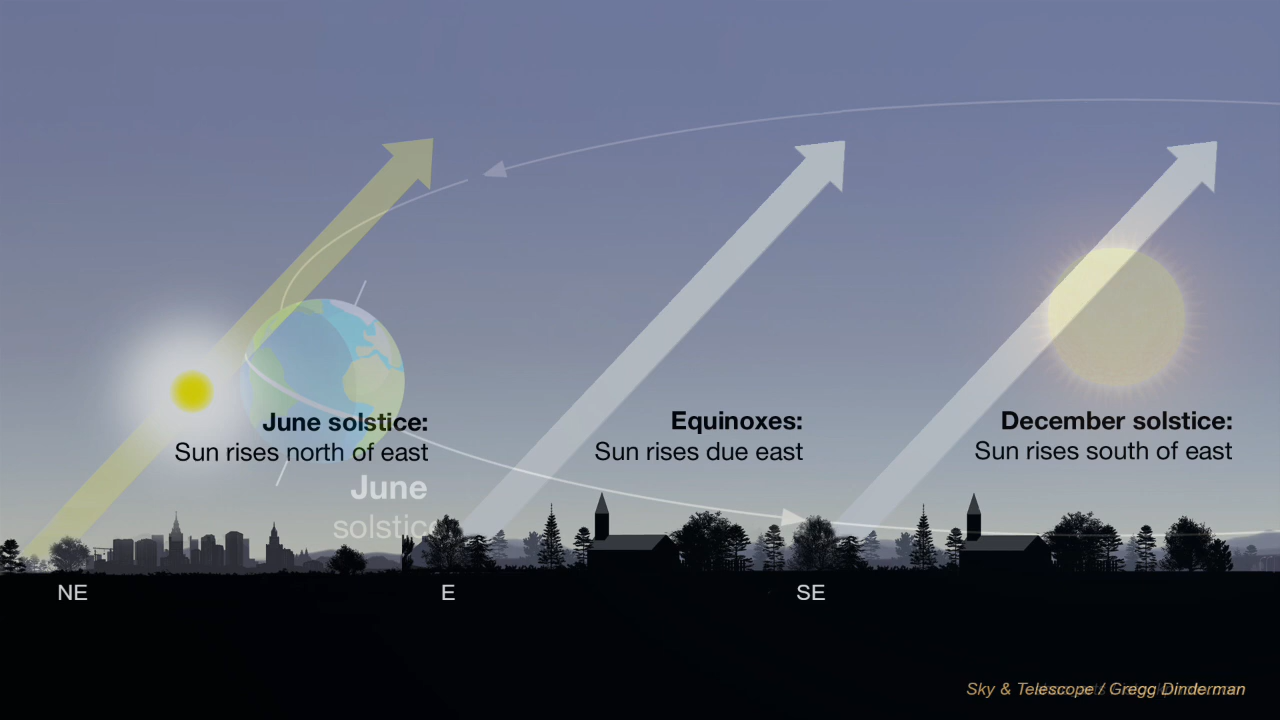 June solstice:
Sun rises north of east
Equinoxes:
Sun rises due east
December solstice:
Sun rises south of east
June
solstice
NE
E
SE
Sky & Telescope / Gregg Dinderman